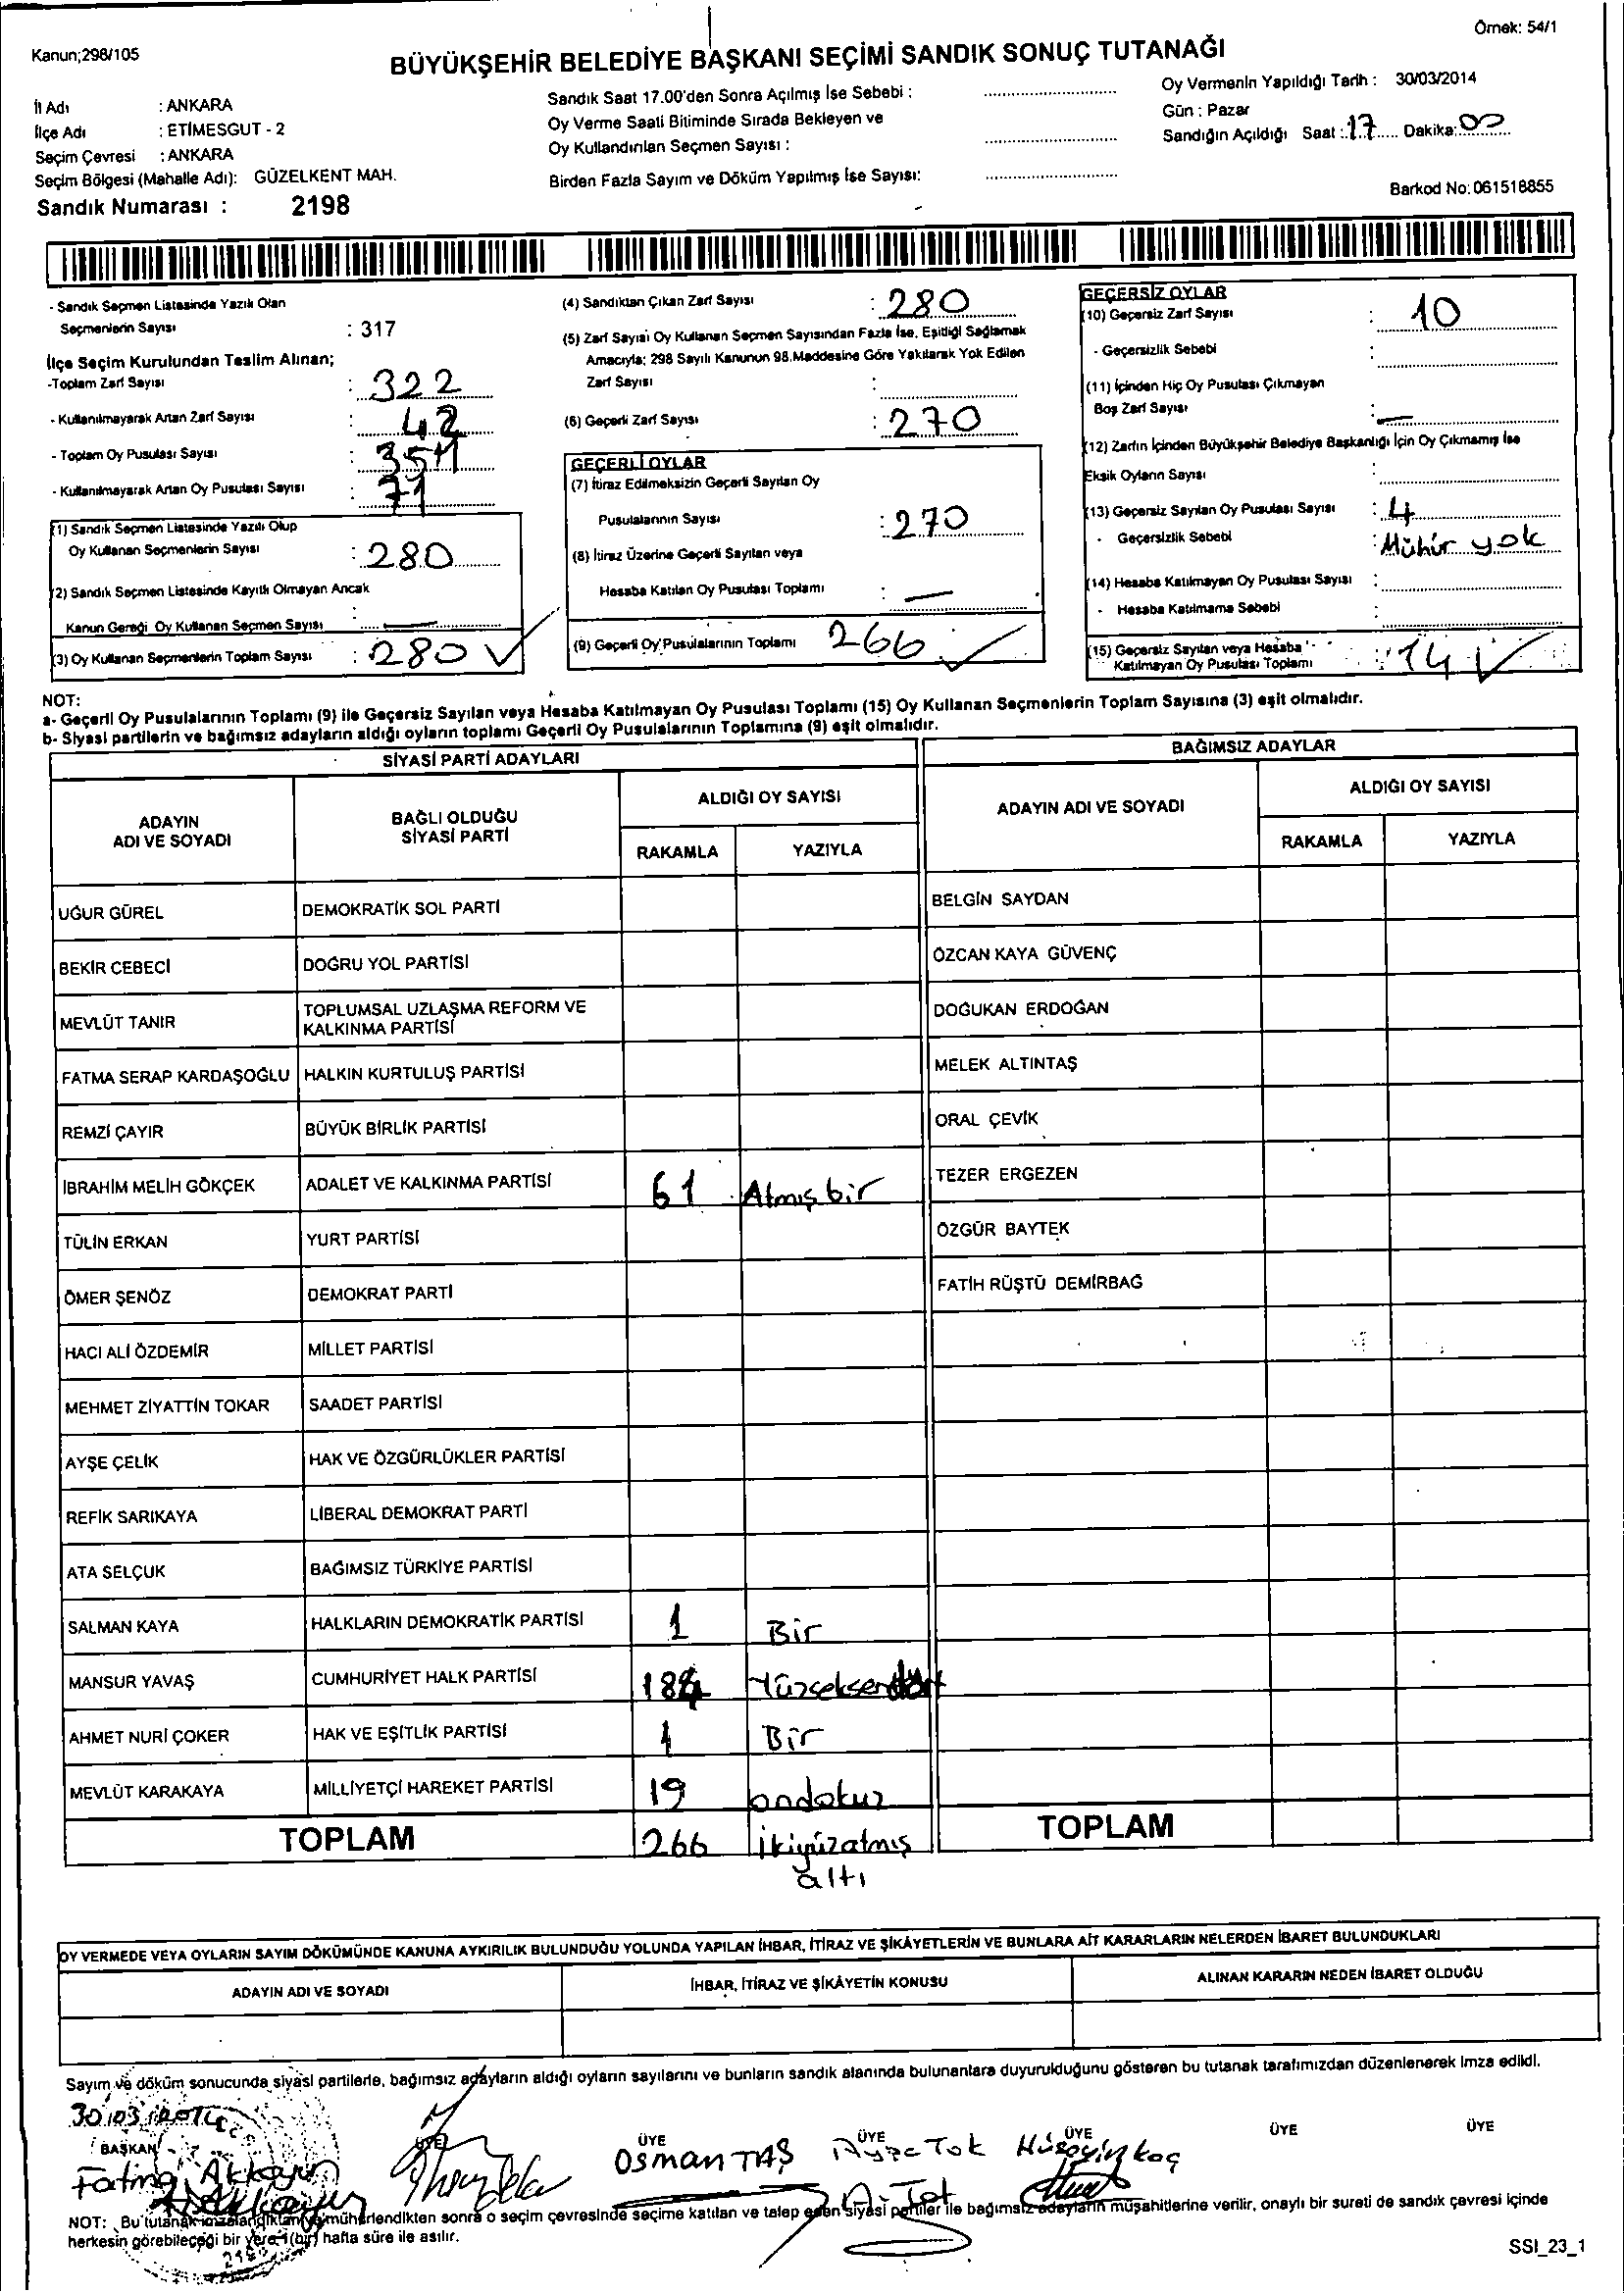 Örnek: 54/1
Kanun;298/105
BÜYÜKŞEHİR BELEDİYE BAŞKANI SEÇİMİ SANDIK SONUÇ TUTANAĞI
İl Adı : ANKARA
İlçe Adı : ETİMESGUT - 2
Seçim Çevresi : ANKARA
Seçim Bölgesi (Mahalle Adı): GÜZELKENT MAH.
Sandık Numarası : 2198
Sandık Saat 17.00'den Sonra Açılmış İse Sebebi :
Oy Verme Saati Bitiminde Sırada Bekleyen ve
Oy Kullandırılan Seçmen Sayısı :
Birden Fazla Sayım ve Döküm Yapılmış İse Sayısı:
Oy Vermenin Yapıldığı Tarih : 30/03/2014
Gün : Pazar
Sandığın Açıldığı Saat : 17 Dakika: 00
Barkod No: 061518855
- Sandık Seçmen Listesinde Yazılı Olan
Seçmenlerin Sayısı : 317
İlçe Seçim Kurulundan Teslim Alınan;
-Toplam Zarf Sayısı : 322
- Kullanılmayarak Artan Zarf Sayısı : 42
- Toplam Oy Pusulası Sayısı : 351
- Kullanılmayarak Artan Oy Pusulası Sayısı : 71
(1) Sandık Seçmen Listesinde Yazılı Olup
Oy Kullanan Seçmenlerin Sayısı : 280
(2) Sandık Seçmen Listesinde Kayıtlı Olmayan Ancak
Kanun Gereği Oy Kullanan Seçmen Sayısı : —
(3) Oy Kullanan Seçmenlerin Toplam Sayısı : 280 ✓
(4) Sandıktan Çıkan Zarf Sayısı : 280
(5) Zarf Sayısı Oy Kullanan Seçmen Sayısından Fazla İse, Eşitliği Sağlamak
Amacıyla; 298 Sayılı Kanunun 98.Maddesine Göre Yakılarak Yok Edilen
Zarf Sayısı :
(6) Geçerli Zarf Sayısı : 270
GEÇERLİ OYLAR
(7) İtiraz Edilmeksizin Geçerli Sayılan Oy
Pusulalarının Sayısı : 270
(8) İtiraz Üzerine Geçerli Sayılan veya
Hesaba Katılan Oy Pusulası Toplamı : —
(9) Geçerli Oy Pusulalarının Toplamı 266 ✓
GEÇERSİZ OYLAR
(10) Geçersiz Zarf Sayısı : 10
- Geçersizlik Sebebi :
(11) İçinden Hiç Oy Pusulası Çıkmayan
Boş Zarf Sayısı : —
(12) Zarfın İçinden Büyükşehir Belediye Başkanlığı İçin Oy Çıkmamış İse
Eksik Oyların Sayısı :
(13) Geçersiz Sayılan Oy Pusulası Sayısı : 4
- Geçersizlik Sebebi : Mühür yok
(14) Hesaba Katılmayan Oy Pusulası Sayısı :
- Hesaba Katılmama Sebebi :
(15) Geçersiz Sayılan veya Hesaba
Katılmayan Oy Pusulası Toplamı : 14 ✓
NOT:
a- Geçerli Oy Pusulalarının Toplamı (9) ile Geçersiz Sayılan veya Hesaba Katılmayan Oy Pusulası Toplamı (15) Oy Kullanan Seçmenlerin Toplam Sayısına (3) eşit olmalıdır.
b- Siyasi partilerin ve bağımsız adayların aldığı oyların toplamı Geçerli Oy Pusulalarının Toplamına (9) eşit olmalıdır.
SİYASİ PARTİ ADAYLARI
ADAYIN ADI VE SOYADI
BAĞLI OLDUĞU SİYASİ PARTİ
ALDIĞI OY SAYISI
RAKAMLA YAZIYLA
UĞUR GÜREL DEMOKRATİK SOL PARTİ
BEKİR CEBECİ DOĞRU YOL PARTİSİ
MEVLÜT TANIR TOPLUMSAL UZLAŞMA REFORM VE
KALKINMA PARTİSİ
FATMA SERAP KARDAŞOĞLU HALKIN KURTULUŞ PARTİSİ
REMZİ ÇAYIR BÜYÜK BİRLİK PARTİSİ
İBRAHİM MELİH GÖKÇEK ADALET VE KALKINMA PARTİSİ 61 Atmış bir
TÜLİN ERKAN YURT PARTİSİ
ÖMER ŞENÖZ DEMOKRAT PARTİ
HACI ALİ ÖZDEMİR MİLLET PARTİSİ
MEHMET ZİYATTİN TOKAR SAADET PARTİSİ
AYŞE ÇELİK HAK VE ÖZGÜRLÜKLER PARTİSİ
REFİK SARIKAYA LİBERAL DEMOKRAT PARTİ
ATA SELÇUK BAĞIMSIZ TÜRKİYE PARTİSİ
SALMAN KAYA HALKLARIN DEMOKRATİK PARTİSİ 1 Bir
MANSUR YAVAŞ CUMHURİYET HALK PARTİSİ 184 Yüzseksendört
AHMET NURİ ÇOKER HAK VE EŞİTLİK PARTİSİ 1 Bir
MEVLÜT KARAKAYA MİLLİYETÇİ HAREKET PARTİSİ 19 ondokuz
TOPLAM 266 İkiyüzatmış
altı
BAĞIMSIZ ADAYLAR
ADAYIN ADI VE SOYADI
ALDIĞI OY SAYISI
RAKAMLA YAZIYLA
BELGİN SAYDAN
ÖZCAN KAYA GÜVENÇ
DOĞUKAN ERDOĞAN
MELEK ALTINTAŞ
ORAL ÇEVİK
TEZER ERGEZEN
ÖZGÜR BAYTEK
FATİH RÜŞTÜ DEMİRBAĞ
TOPLAM
OY VERMEDE VEYA OYLARIN SAYIM DÖKÜMÜNDE KANUNA AYKIRILIK BULUNDUĞU YOLUNDA YAPILAN İHBAR, İTİRAZ VE ŞİKÂYETLERİN VE BUNLARA AİT KARARLARIN NELERDEN İBARET BULUNDUKLARI
ADAYIN ADI VE SOYADI İHBAR, İTİRAZ VE ŞİKÂYETİN KONUSU ALINAN KARARIN NEDEN İBARET OLDUĞU
Sayım ve döküm sonucunda siyasi partilerle, bağımsız adayların aldığı oyların sayılarını ve bunların sandık alanında bulunanlara duyurulduğunu gösteren bu tutanak tarafımızdan düzenlenerek imza edildi.
30/03/2014
BAŞKAN ÜYE ÜYE ÜYE ÜYE ÜYE ÜYE
Osman TAŞ Ayşe Tok Hüseyin koç
A. Tok
NOT: Bu tutanak imzalandıktan ve mühürlendikten sonra o seçim çevresinde seçime katılan ve talep eden siyasi partiler ile bağımsız adayların müşahitlerine verilir, onaylı bir sureti de sandık çevresi içinde
herkesin görebileceği bir yere 1 (bir) hafta süre ile asılır.
SSI_23_1